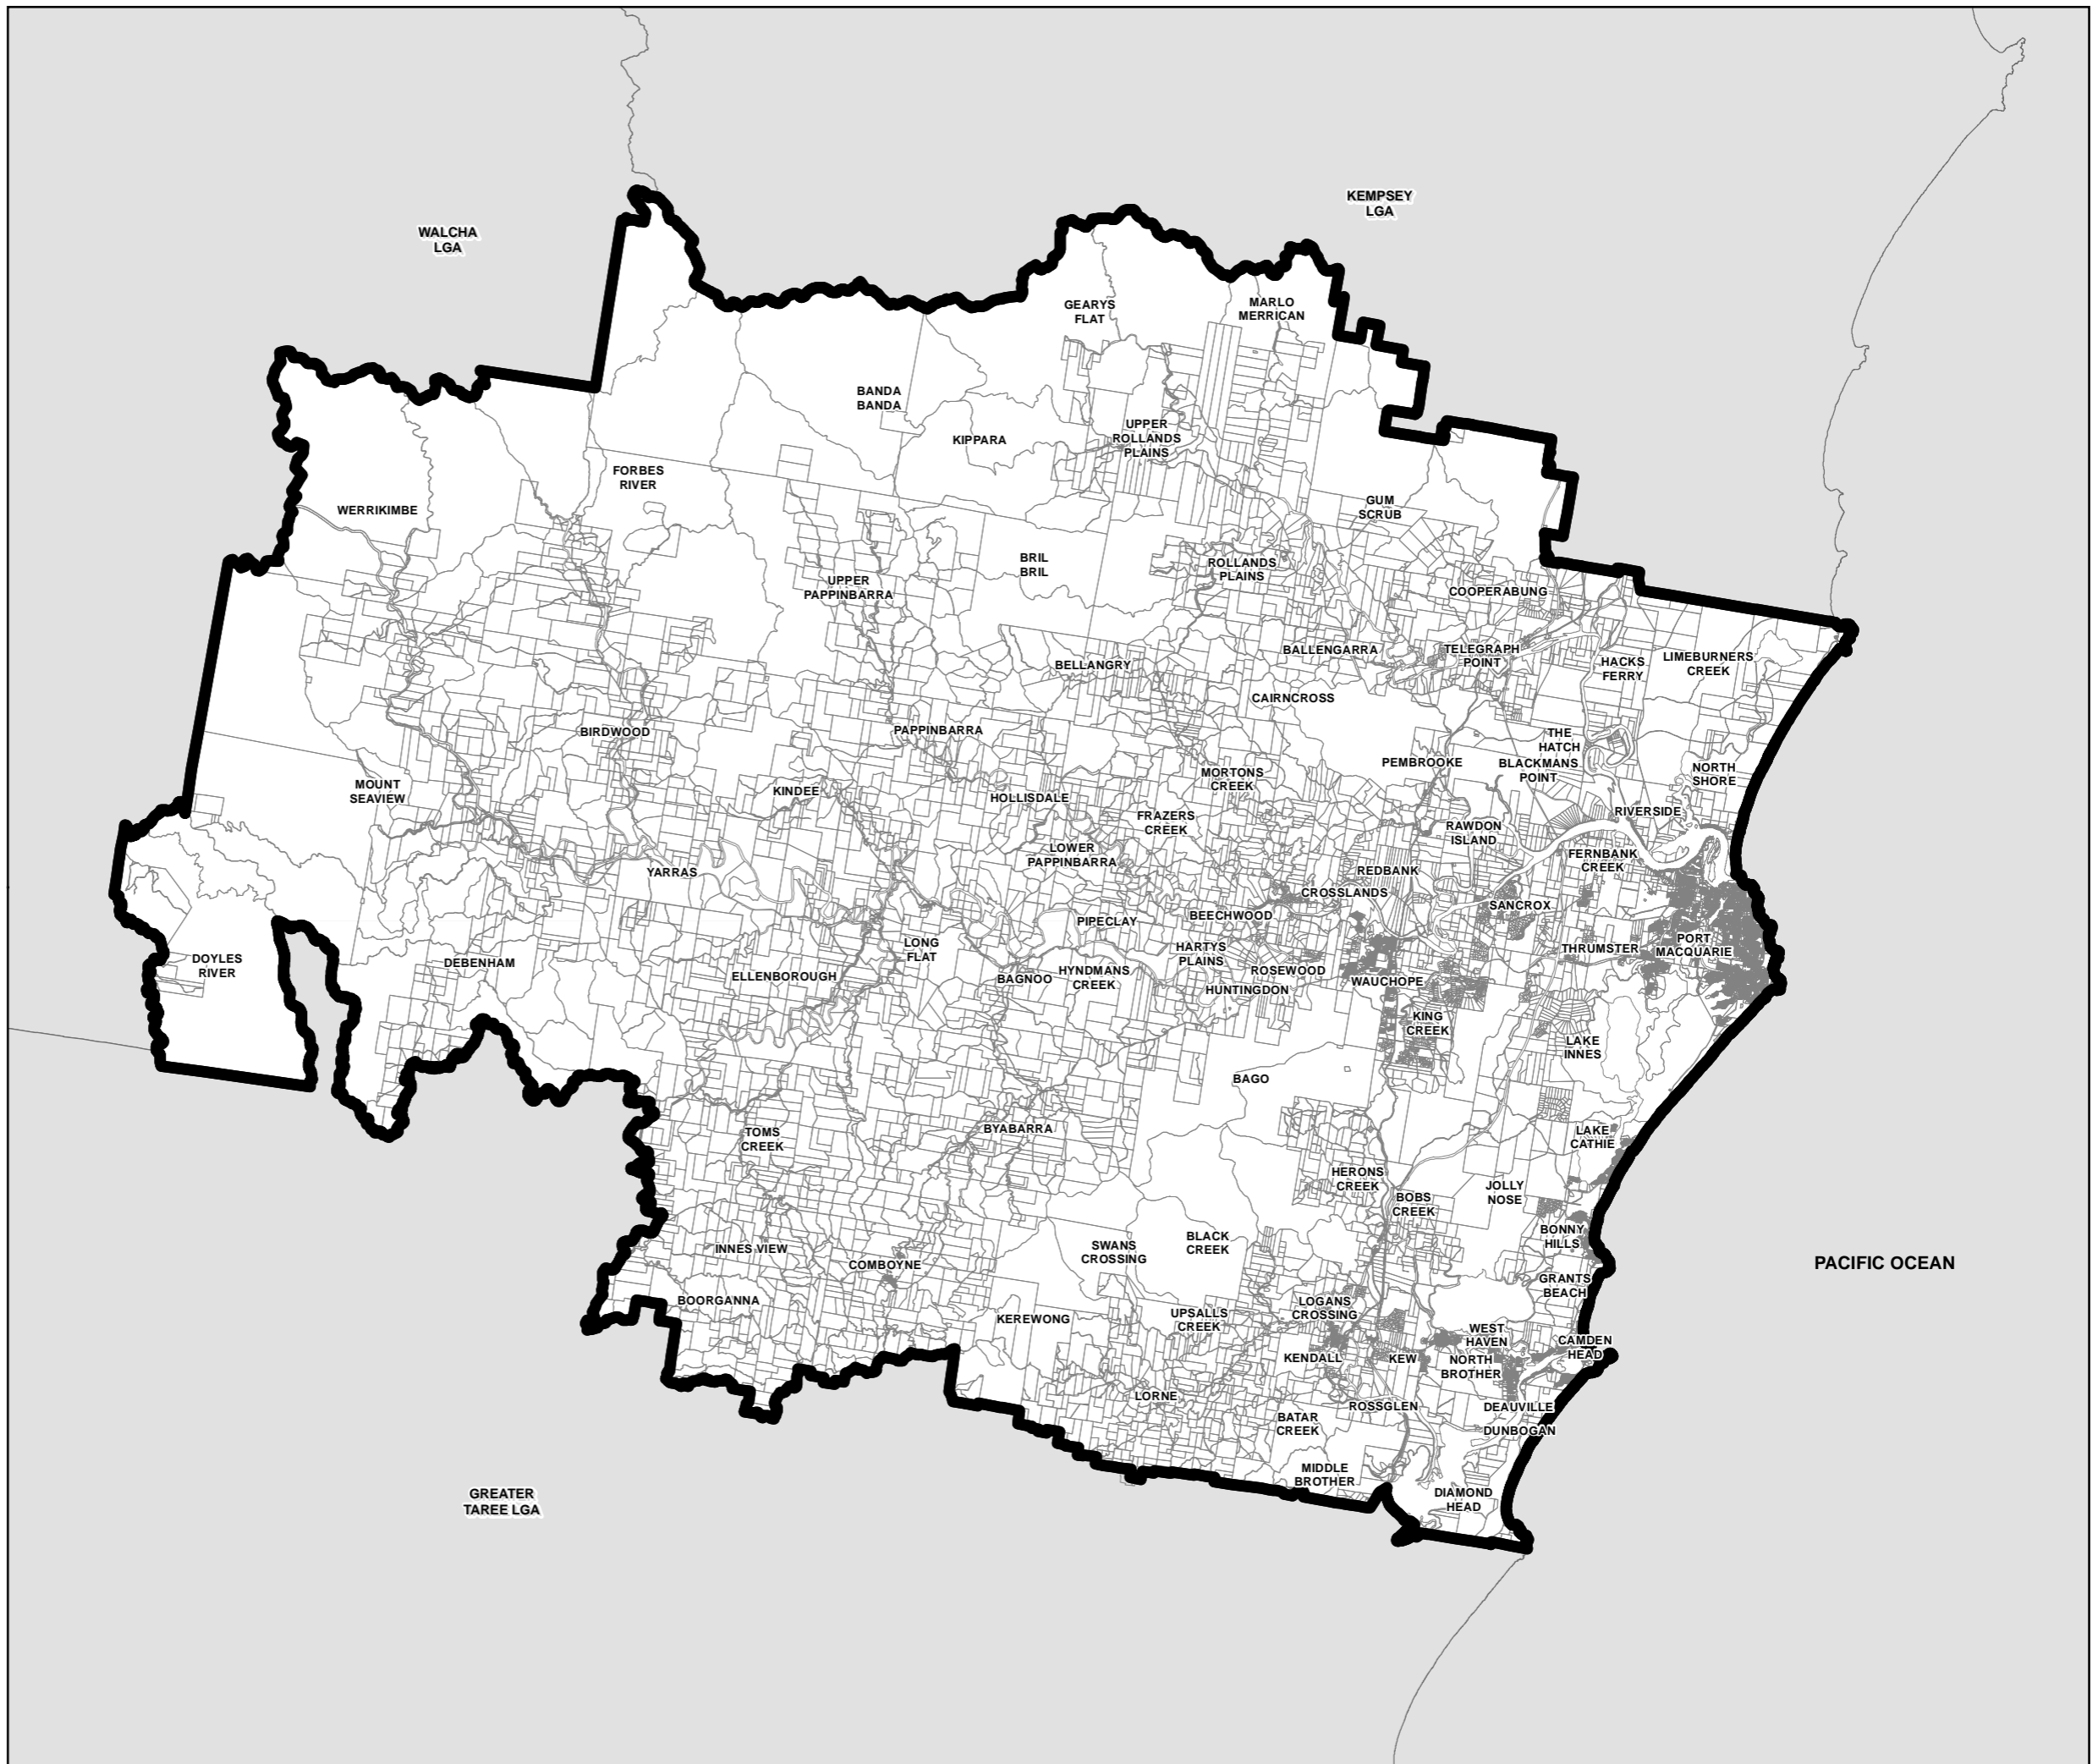 KEMPSEY
LGA
WALCHA
LGA
GEARYS
FLAT
MARLO
MERRICAN
BANDA
BANDA
KIPPARA
UPPER
ROLLANDS
PLAINS
FORBES
RIVER
WERRIKIMBE
GUM
SCRUB
BRIL
BRIL
ROLLANDS
PLAINS
UPPER
PAPPINBARRA
COOPERABUNG
BALLENGARRA
TELEGRAPH
POINT
HACKS
FERRY
LIMEBURNERS
CREEK
BELLANGRY
CAIRNCROSS
BIRDWOOD
PAPPINBARRA
THE
HATCH
PEMBROOKE
BLACKMANS
POINT
NORTH
SHORE
MOUNT
SEAVIEW
KINDEE
HOLLISDALE
MORTONS
CREEK
FRAZERS
CREEK
RIVERSIDE
RAWDON
ISLAND
LOWER
PAPPINBARRA
FERNBANK
CREEK
YARRAS
REDBANK
CROSSLANDS
SANCROX
BEECHWOOD
PIPECLAY
LONG
FLAT
HARTYS
PLAINS
THRUMSTER
PORT
MACQUARIE
DOYLES
RIVER
DEBENHAM
ELLENBOROUGH
BAGNOO
HYNDMANS
CREEK
ROSEWOOD
HUNTINGDON
WAUCHOPE
KING
CREEK
LAKE
INNES
BAGO
TOMS
CREEK
BYABARRA
LAKE
CATHIE
HERONS
CREEK
BOBS
CREEK
JOLLY
NOSE
INNES VIEW
COMBOYNE
SWANS
CROSSING
BLACK
CREEK
BONNY
HILLS
PACIFIC OCEAN
GRANTS
BEACH
BOORGANNA
KEREWONG
UPSALLS
CREEK
LOGANS
CROSSING
WEST
HAVEN
CAMDEN
HEAD
KENDALL
KEW
NORTH
BROTHER
LORNE
ROSSGLEN
DEAUVILLE
BATAR
CREEK
DUNBOGAN
MIDDLE
BROTHER
DIAMOND
HEAD
GREATER
TAREE LGA